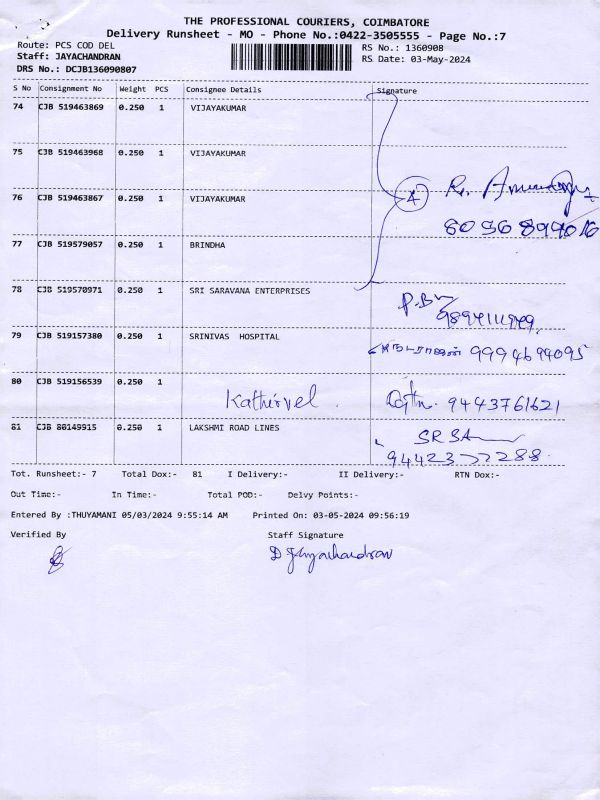 THE PROFESSIONAL COURIERS, COIMBATORE
Delivery Runsheet - MO - Phone No.:0422-3505555 - Page No.:7
Route: PCS COD DEL
RS No.: 1360908
Staff: JAYACHANDRAN
RS Date: 03-May-2024
DRS No.: DCJB136090807
S No Consignment No Weight PCS Consignee Details Signature
74 CJB 519463869 0.250 1 VIJAYAKUMAR
75 CJB 519463968 0.250 1 VIJAYAKUMAR
76 CJB 519463867 0.250 1 VIJAYAKUMAR
4 R.
77 CJB 519579057 0.250 1 BRINDHA
78 CJB 519570971 0.250 1 SRI SARAVANA ENTERPRISES
79 CJB 519157380 0.250 1 SRINIVAS HOSPITAL
9994694095
80 CJB 519156539 0.250 1
Kathirvel. 9443761621
81 CJB 80149915 0.250 1 LAKSHMI ROAD LINES
9442377288
Tot. Runsheet:- 7 Total Dox:- 81 I Delivery:- II Delivery:- RTN Dox:-
Out Time:- In Time:- Total POD:- Delvy Points:-
Entered By :THUYAMANI 05/03/2024 9:55:14 AM Printed On: 03-05-2024 09:56:19
Verified By Staff Signature
D Jeyachandran